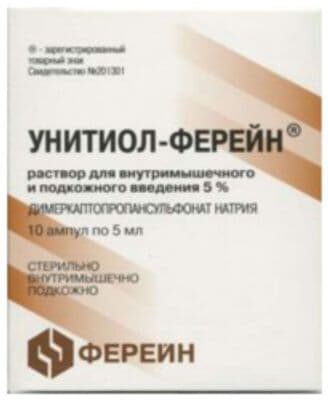 ® - зарегистрированный
товарный знак
Свидетельство №201301
УНИТИОЛ-ФЕРЕЙН®
раствор для внутримышечного
и подкожного введения 5 %
ДИМЕРКАПТОПРОПАНСУЛЬФОНАТ НАТРИЯ
10 ампул по 5 мл
СТЕРИЛЬНО
ВНУТРИМЫШЕЧНО
ПОДКОЖНО
ФЕРЕЙН